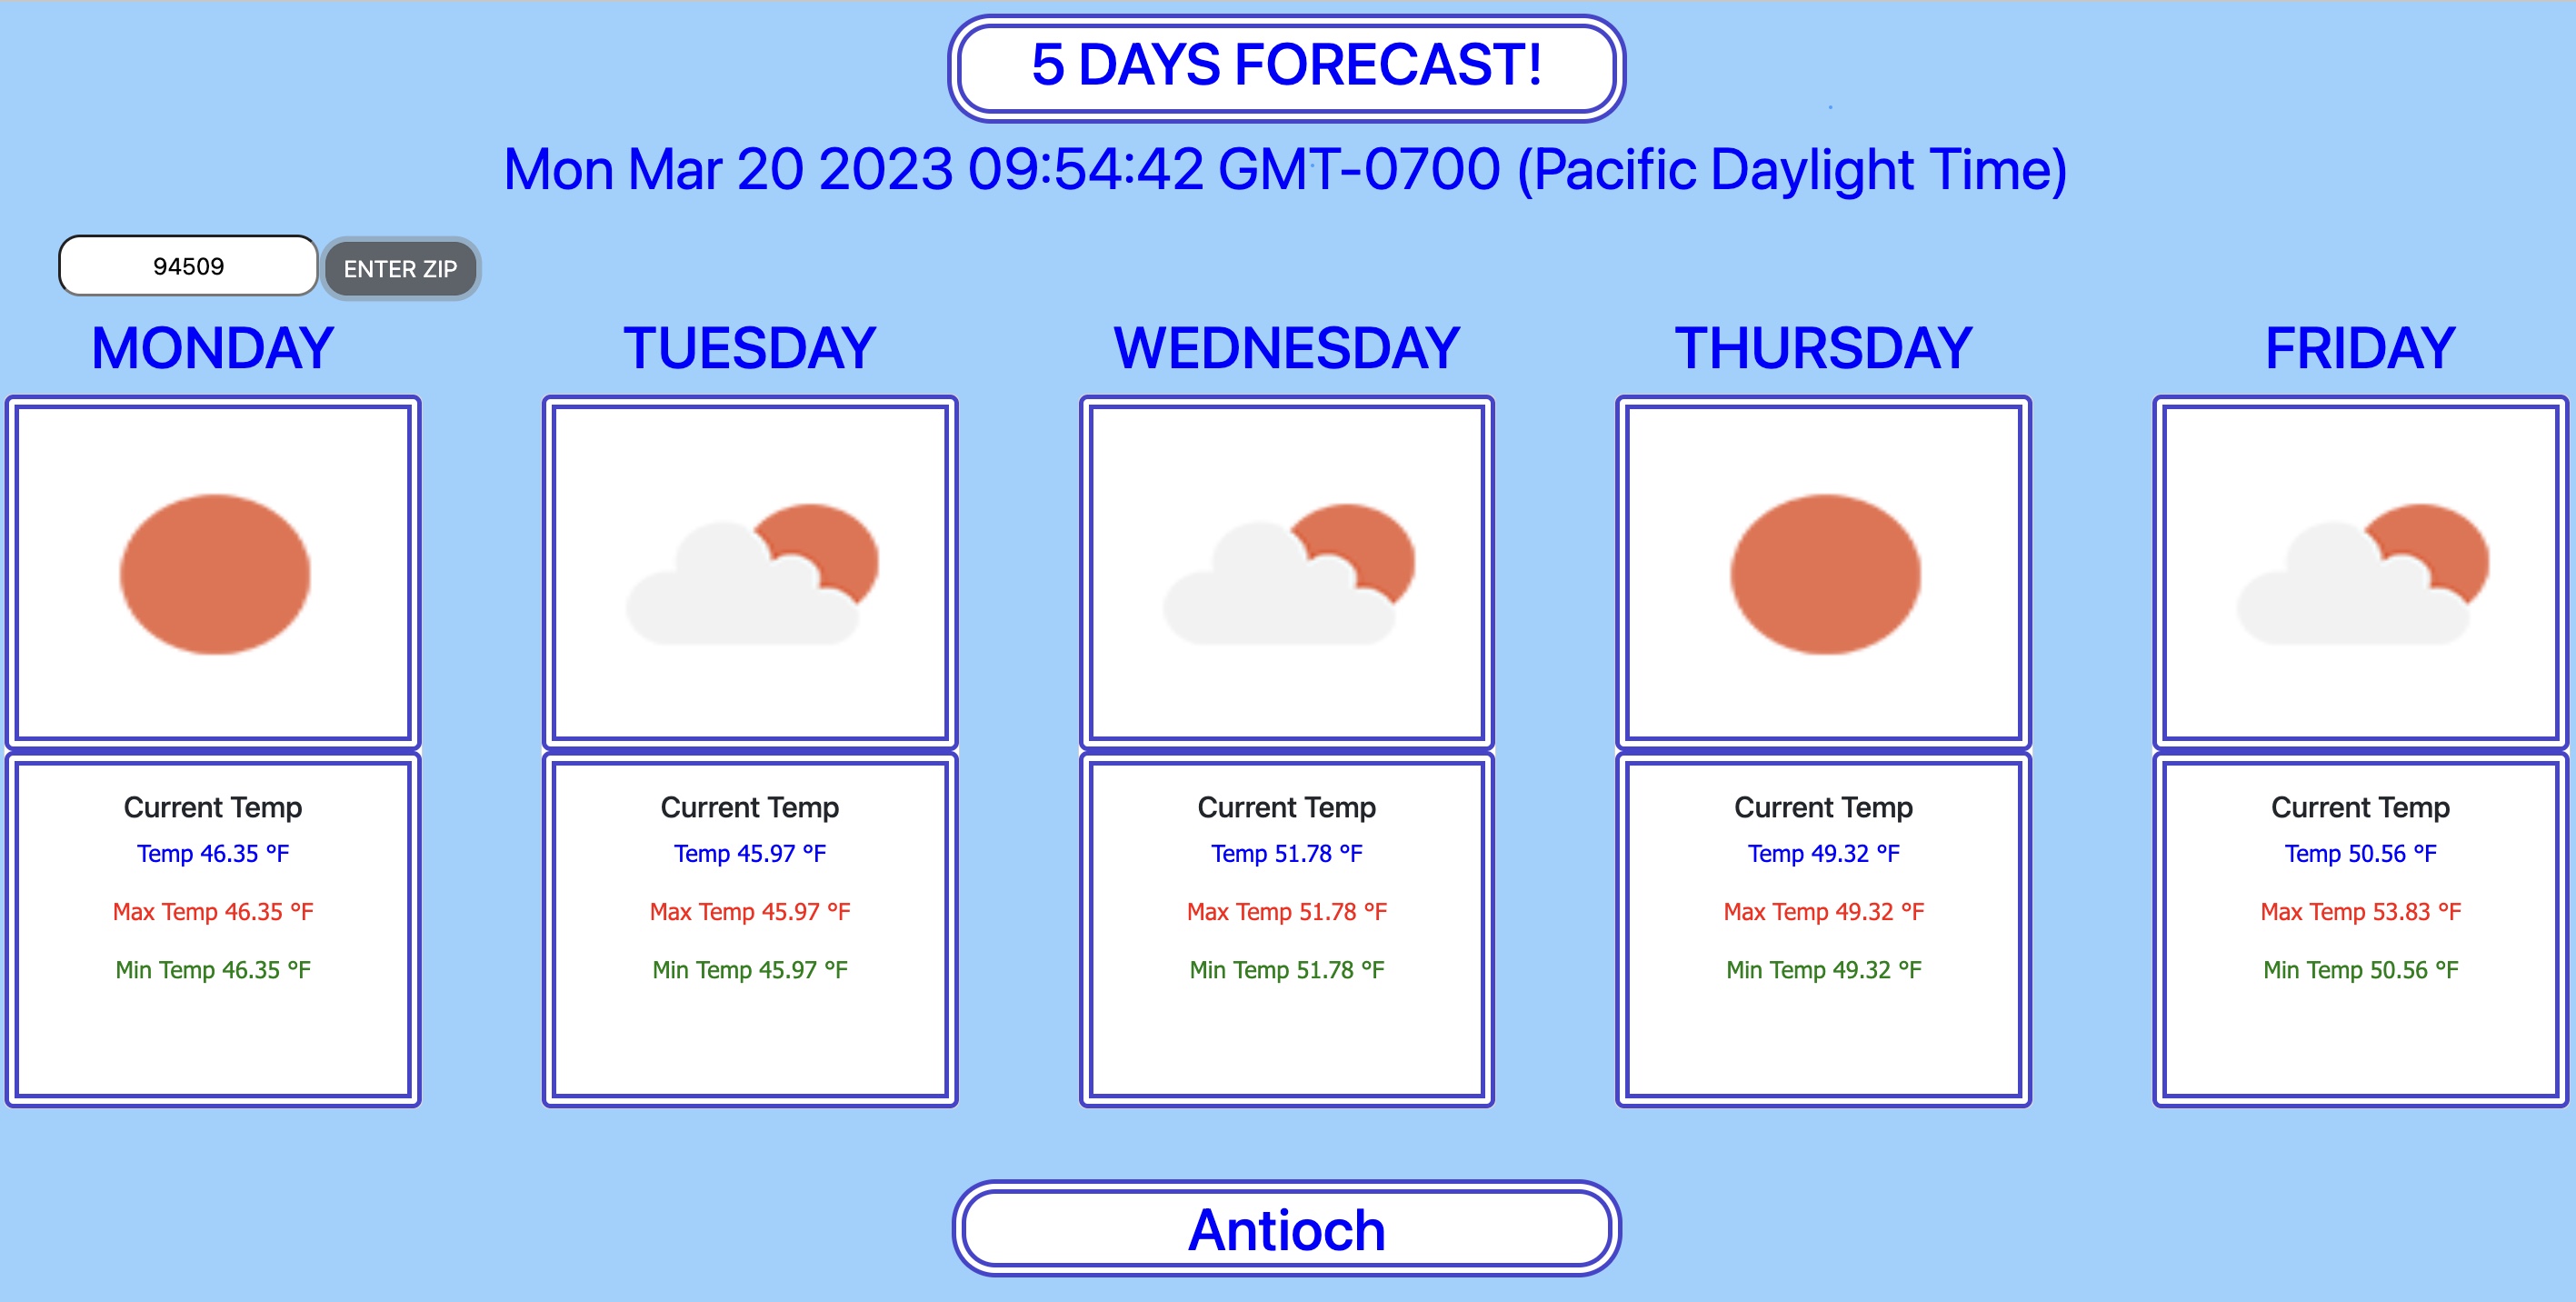 5 DAYS FORECAST!
Mon Mar 20 2023 09:54:42 GMT-0700 (Pacific Daylight Time)
94509
ENTER ZIP
MONDAY
Current Temp
Temp 46.35 °F
Max Temp 46.35 °F
Min Temp 46.35 °F
TUESDAY
Current Temp
Temp 45.97 °F
Max Temp 45.97 °F
Min Temp 45.97 °F
WEDNESDAY
Current Temp
Temp 51.78 °F
Max Temp 51.78 °F
Min Temp 51.78 °F
THURSDAY
Current Temp
Temp 49.32 °F
Max Temp 49.32 °F
Min Temp 49.32 °F
FRIDAY
Current Temp
Temp 50.56 °F
Max Temp 53.83 °F
Min Temp 50.56 °F
Antioch